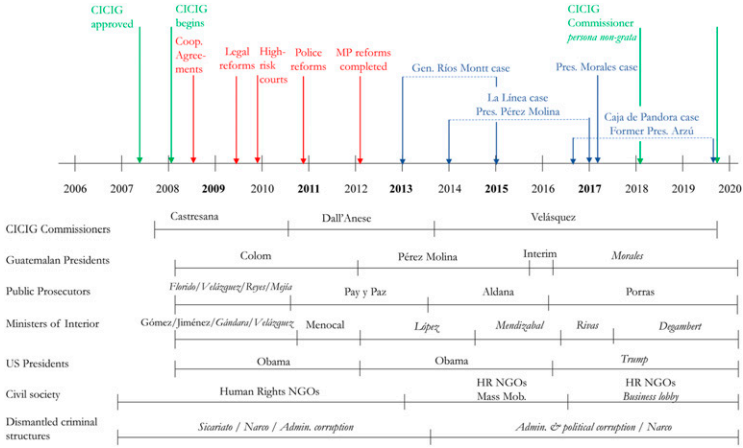 CICIG
approved
CICIG
begins
Coop.
Agree-
ments
Legal
reforms
High-
risk
courts
Police
reforms
MP reforms
completed
Gen. Ríos Montt case
La Línea case
Pres. Pérez Molina
Pres. Morales case
CICIG
Commissioner
persona non-grata
Caja de Pandora case
Former Pres. Arzú
2006 2007 2008 2009 2010 2011 2012 2013 2014 2015 2016 2017 2018 2019 2020
CICIG Commissioners Castresana Dall'Anese Velásquez
Guatemalan Presidents Colom Pérez Molina Interim Morales
Public Prosecutors Florido/Velázquez/Reyes/Mejía Pay y Paz Aldana Porras
Ministers of Interior Gómez/Jiménez/Gándara/Velázquez Menocal López Mendizabal Rivas Degambert
US Presidents Obama Obama Trump
Civil society Human Rights NGOs HR NGOs
Mass Mob. HR NGOs
Business lobby
Dismantled criminal
structures Sicariato / Narco / Admin. corruption Admin. & political corruption / Narco